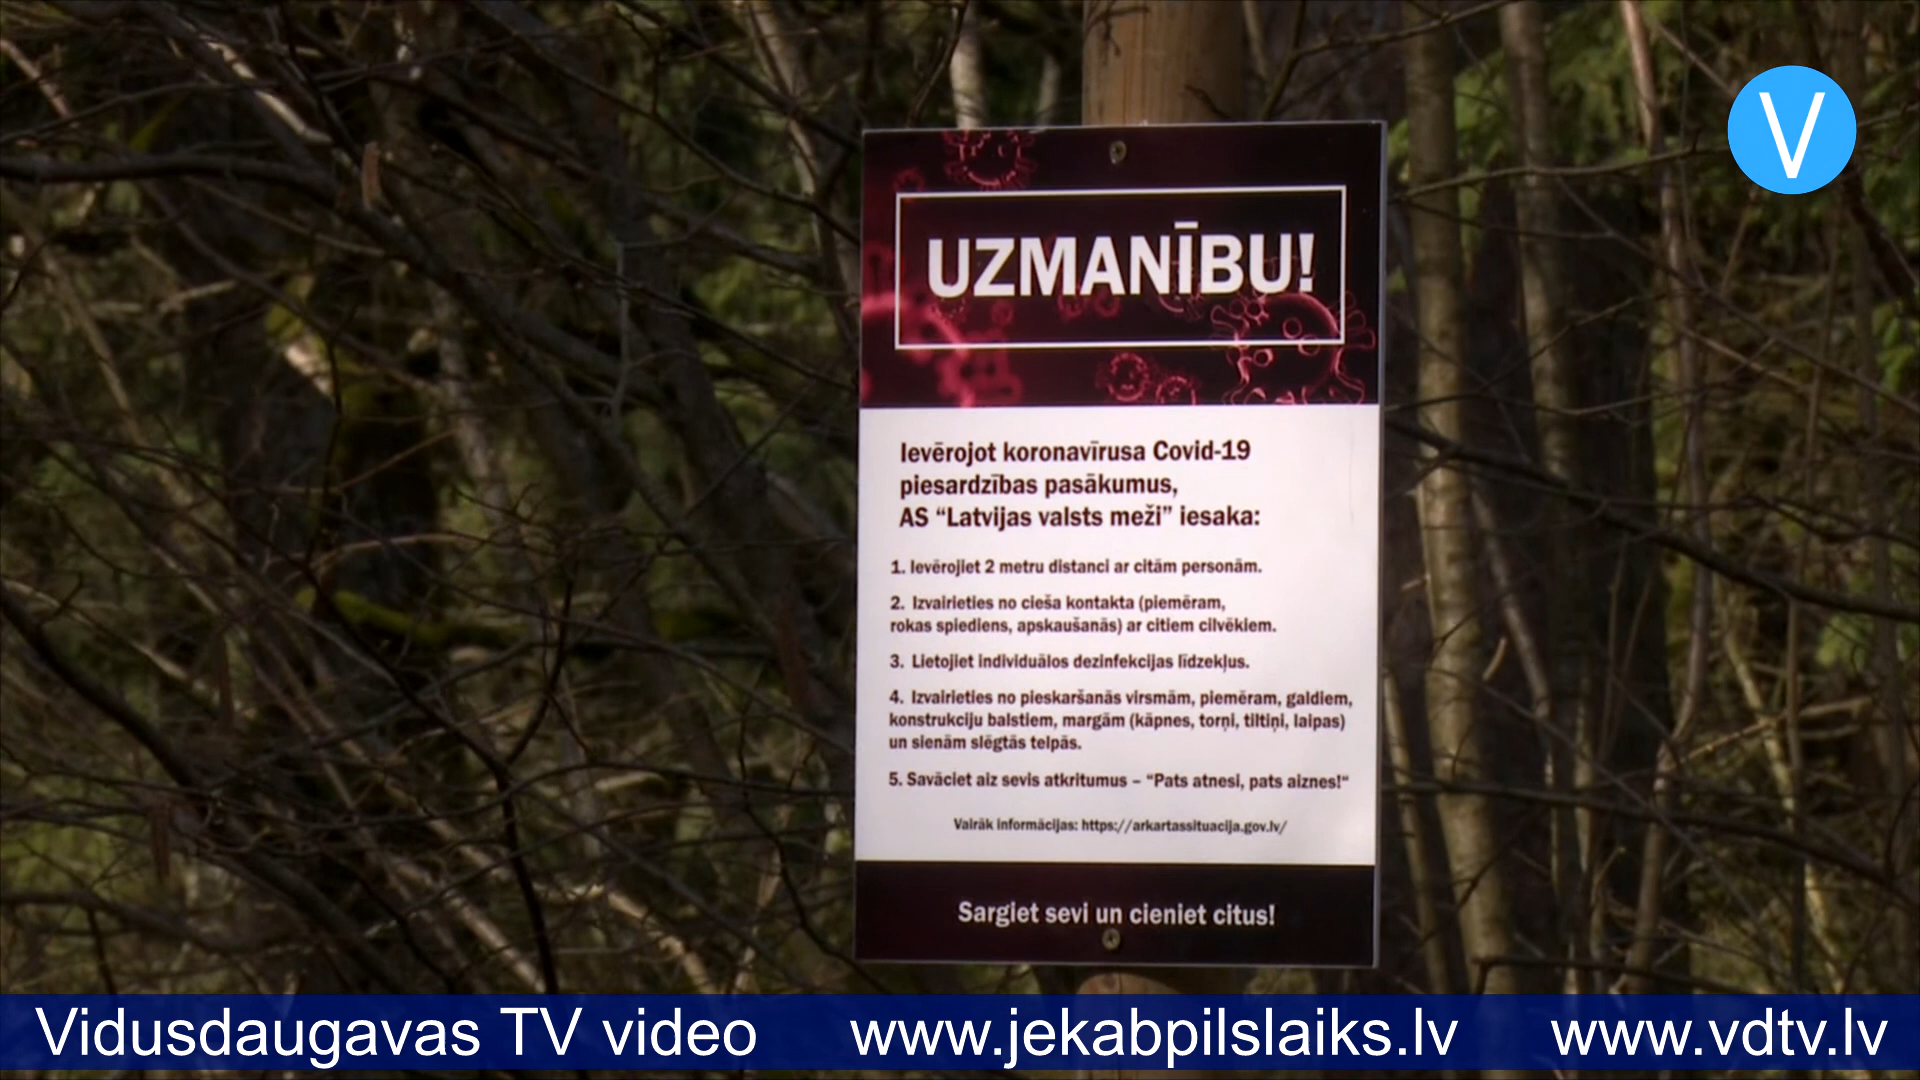 V
UZMANĪBU!
Ievērojot koronavīrusa Covid-19
piesardzības pasākumus,
AS “Latvijas valsts meži” iesaka:
1. Ievērojiet 2 metru distanci ar citām personām.
2. Izvairieties no cieša kontakta (piemēram,
rokas spiediens, apskaušanās) ar citiem cilvēkiem.
3. Lietojiet individuālos dezinfekcijas līdzekļus.
4. Izvairieties no pieskaršanās virsmām, piemēram, galdiem,
konstrukciju balstiem, margām (kāpnes, torņi, tiltiņi, laipas)
un sienām slēgtās telpās.
5. Savāciet aiz sevis atkritumus – “Pats atnesi, pats aiznes!“
Vairāk informācijas: https://arkartassituacija.gov.lv/
Sargiet sevi un cieniet citus!
Vidusdaugavas TV video www.jekabpilslaiks.lv www.vdtv.lv